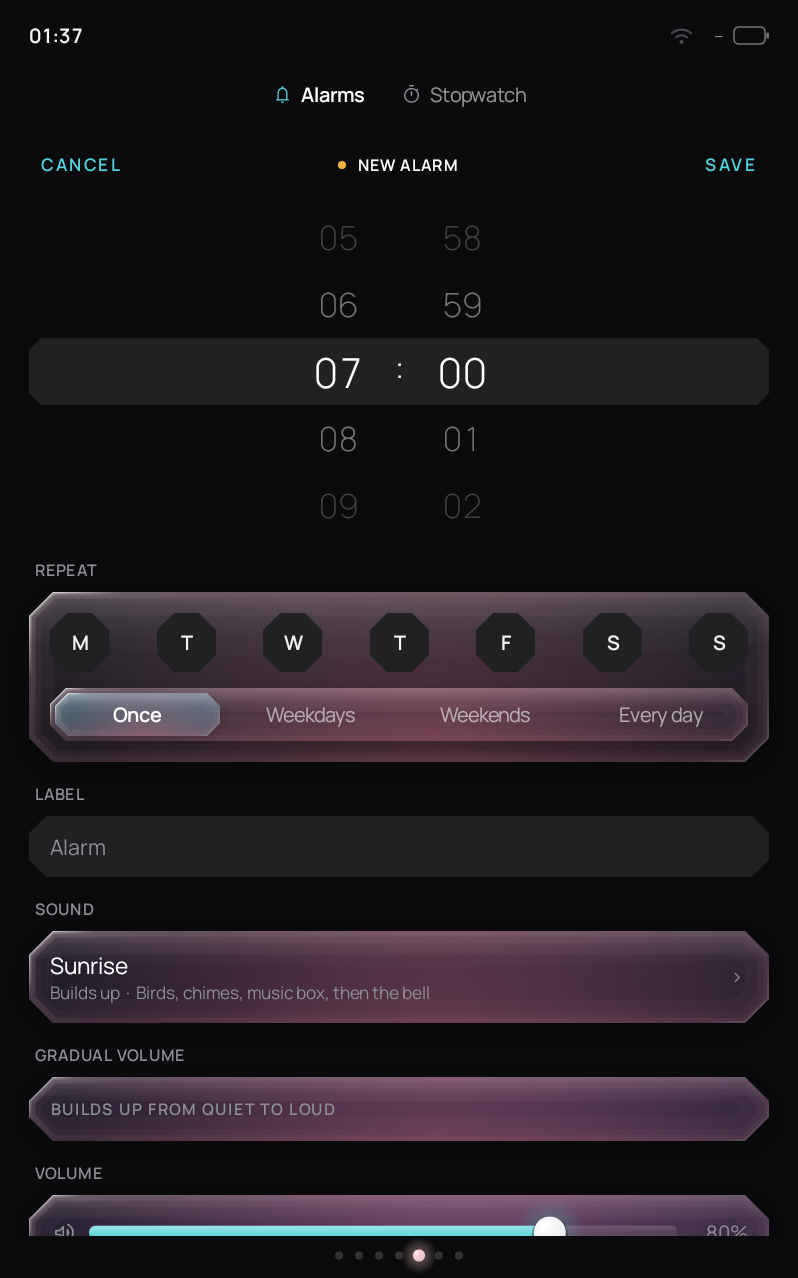 01:37
Alarms Stopwatch
CANCEL NEW ALARM SAVE
05 58
06 59
07 : 00
08 01
09 02
REPEAT
M T W T F S S
Once Weekdays Weekends Every day
LABEL
Alarm
SOUND
Sunrise
Builds up · Birds, chimes, music box, then the bell
GRADUAL VOLUME
BUILDS UP FROM QUIET TO LOUD
VOLUME
80%